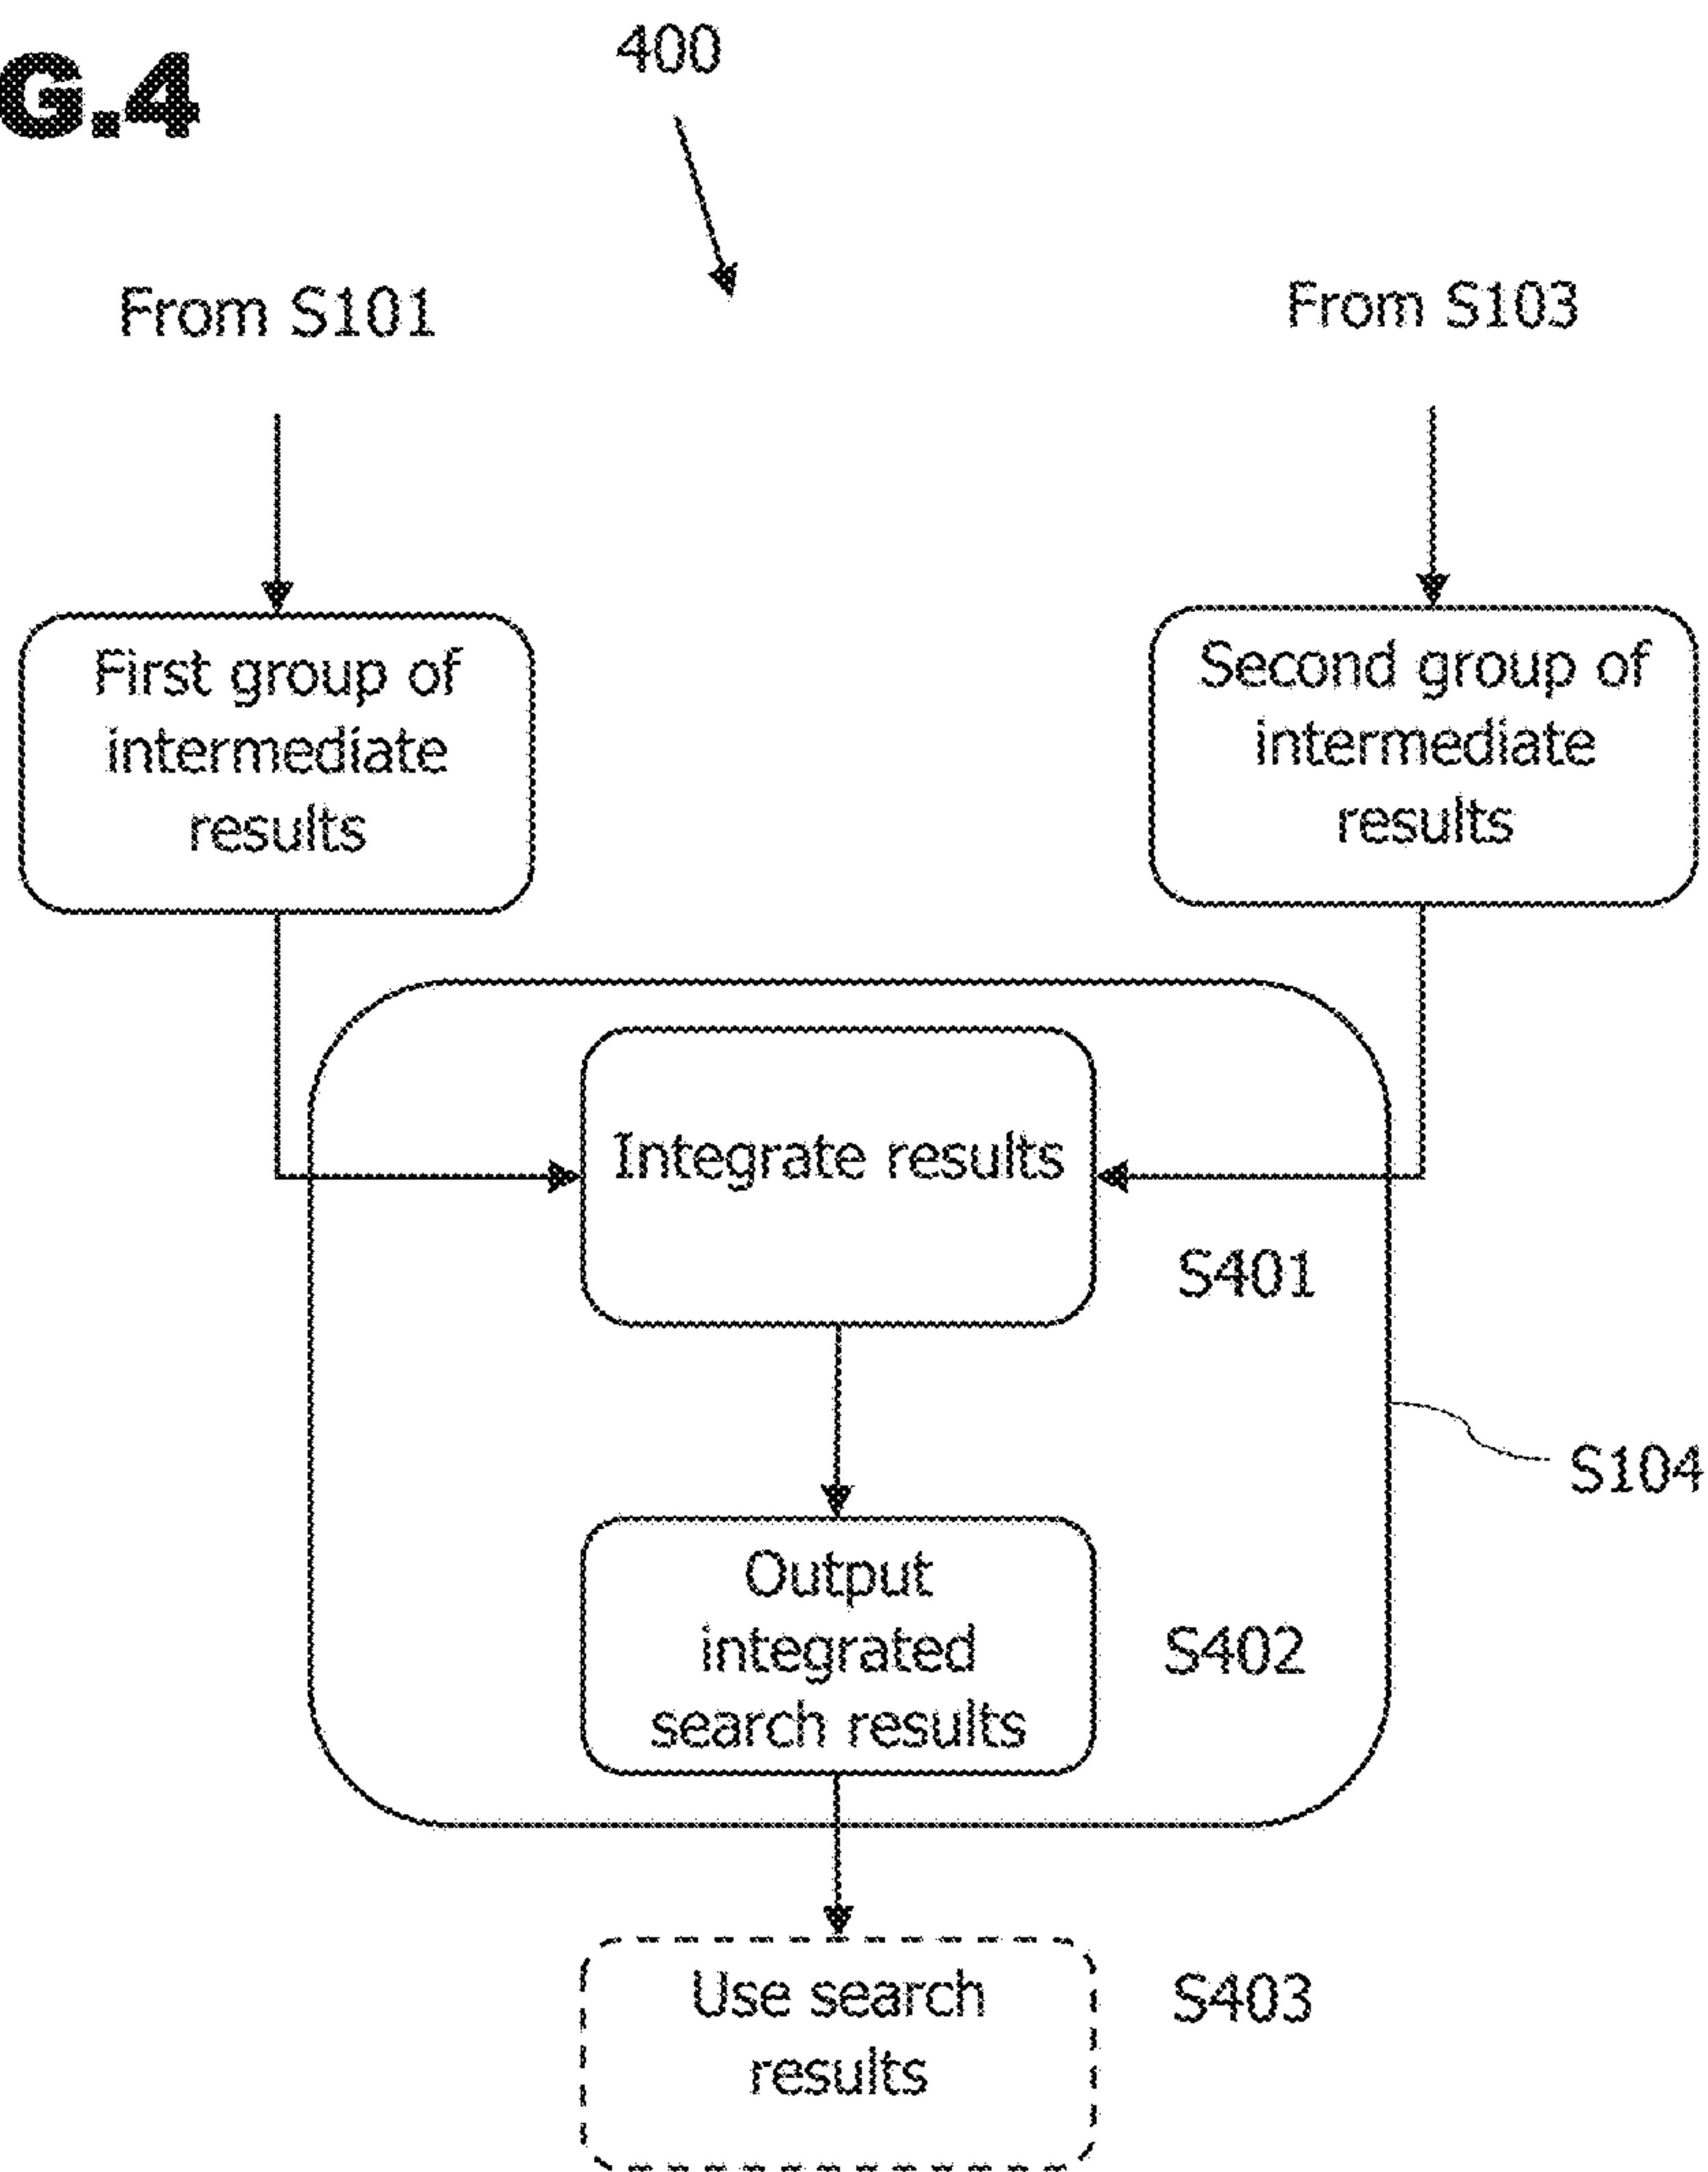 G.4
400
From S101
From S103
First group of
intermediate
results
Second group of
intermediate
results
Integrate results
S401
S104
Output
integrated
search results
S402
Use search
results
S403